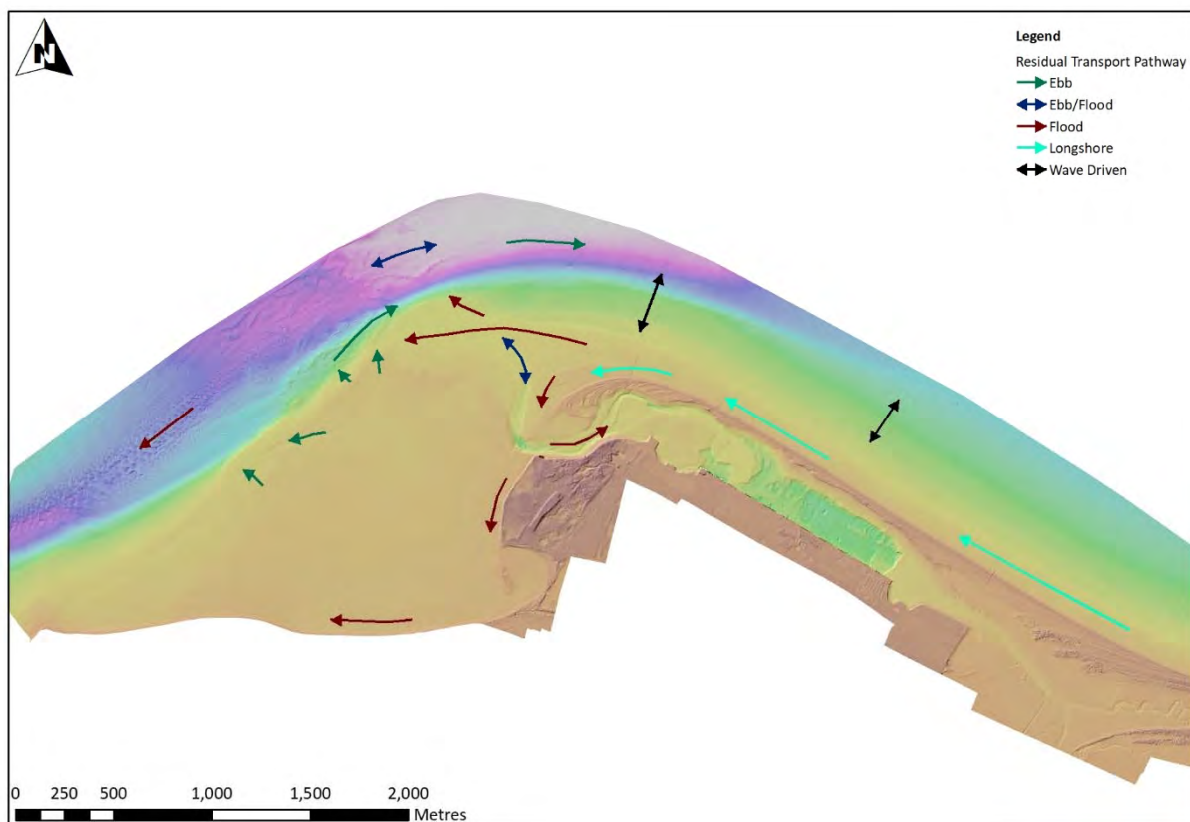 N
Legend
Residual Transport Pathway
Ebb
Ebb/Flood
Flood
Longshore
Wave Driven
0 250 500 1,000 1,500 2,000
Metres